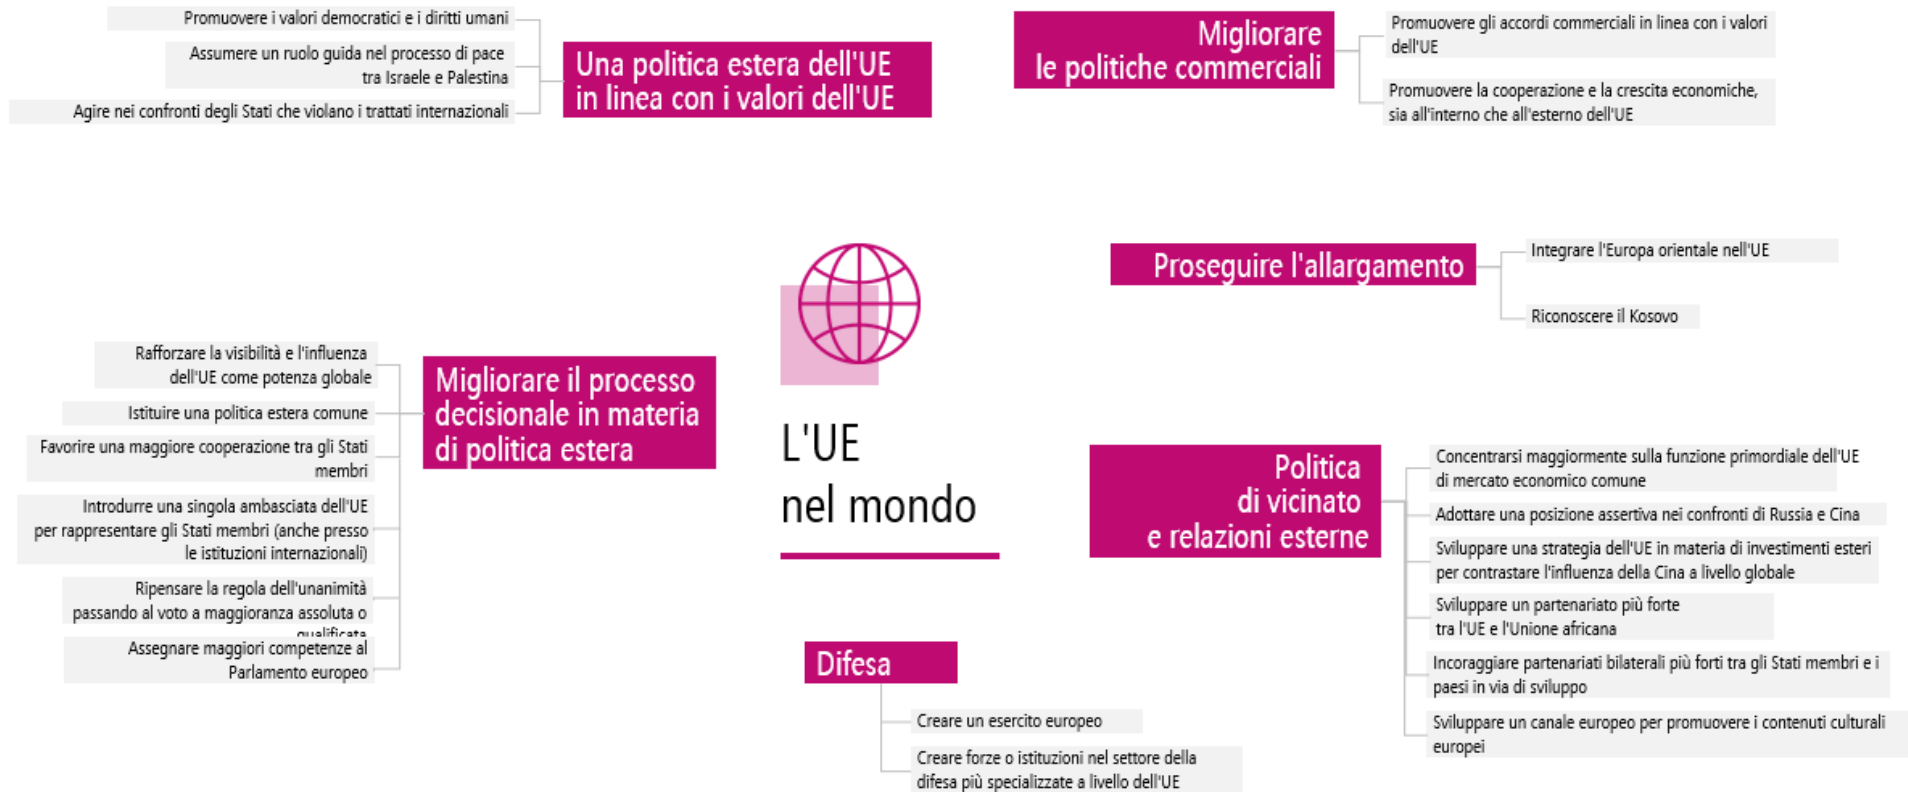 Promuovere i valori democratici e i diritti umani
Assumere un ruolo guida nel processo di pace
tra Israele e Palestina
Agire nei confronti degli Stati che violano i trattati internazionali
Una politica estera dell'UE
in linea con i valori dell'UE
Migliorare
le politiche commerciali
Promuovere gli accordi commerciali in linea con i valori
dell'UE
Promuovere la cooperazione e la crescita economiche,
sia all'interno che all'esterno dell'UE
Proseguire l'allargamento
Integrare l'Europa orientale nell'UE
Riconoscere il Kosovo
Rafforzare la visibilità e l'influenza
dell'UE come potenza globale
Istituire una politica estera comune
Favorire una maggiore cooperazione tra gli Stati
membri
Introdurre una singola ambasciata dell'UE
per rappresentare gli Stati membri (anche presso
le istituzioni internazionali)
Ripensare la regola dell'unanimità
passando al voto a maggioranza assoluta o
qualificata
Assegnare maggiori competenze al
Parlamento europeo
Migliorare il processo
decisionale in materia
di politica estera
L'UE
nel mondo
Politica
di vicinato
e relazioni esterne
Concentrarsi maggiormente sulla funzione primordiale dell'UE
di mercato economico comune
Adottare una posizione assertiva nei confronti di Russia e Cina
Sviluppare una strategia dell'UE in materia di investimenti esteri
per contrastare l'influenza della Cina a livello globale
Sviluppare un partenariato più forte
tra l'UE e l'Unione africana
Incoraggiare partenariati bilaterali più forti tra gli Stati membri e i
paesi in via di sviluppo
Sviluppare un canale europeo per promuovere i contenuti culturali
europei
Difesa
Creare un esercito europeo
Creare forze o istituzioni nel settore della
difesa più specializzate a livello dell'UE